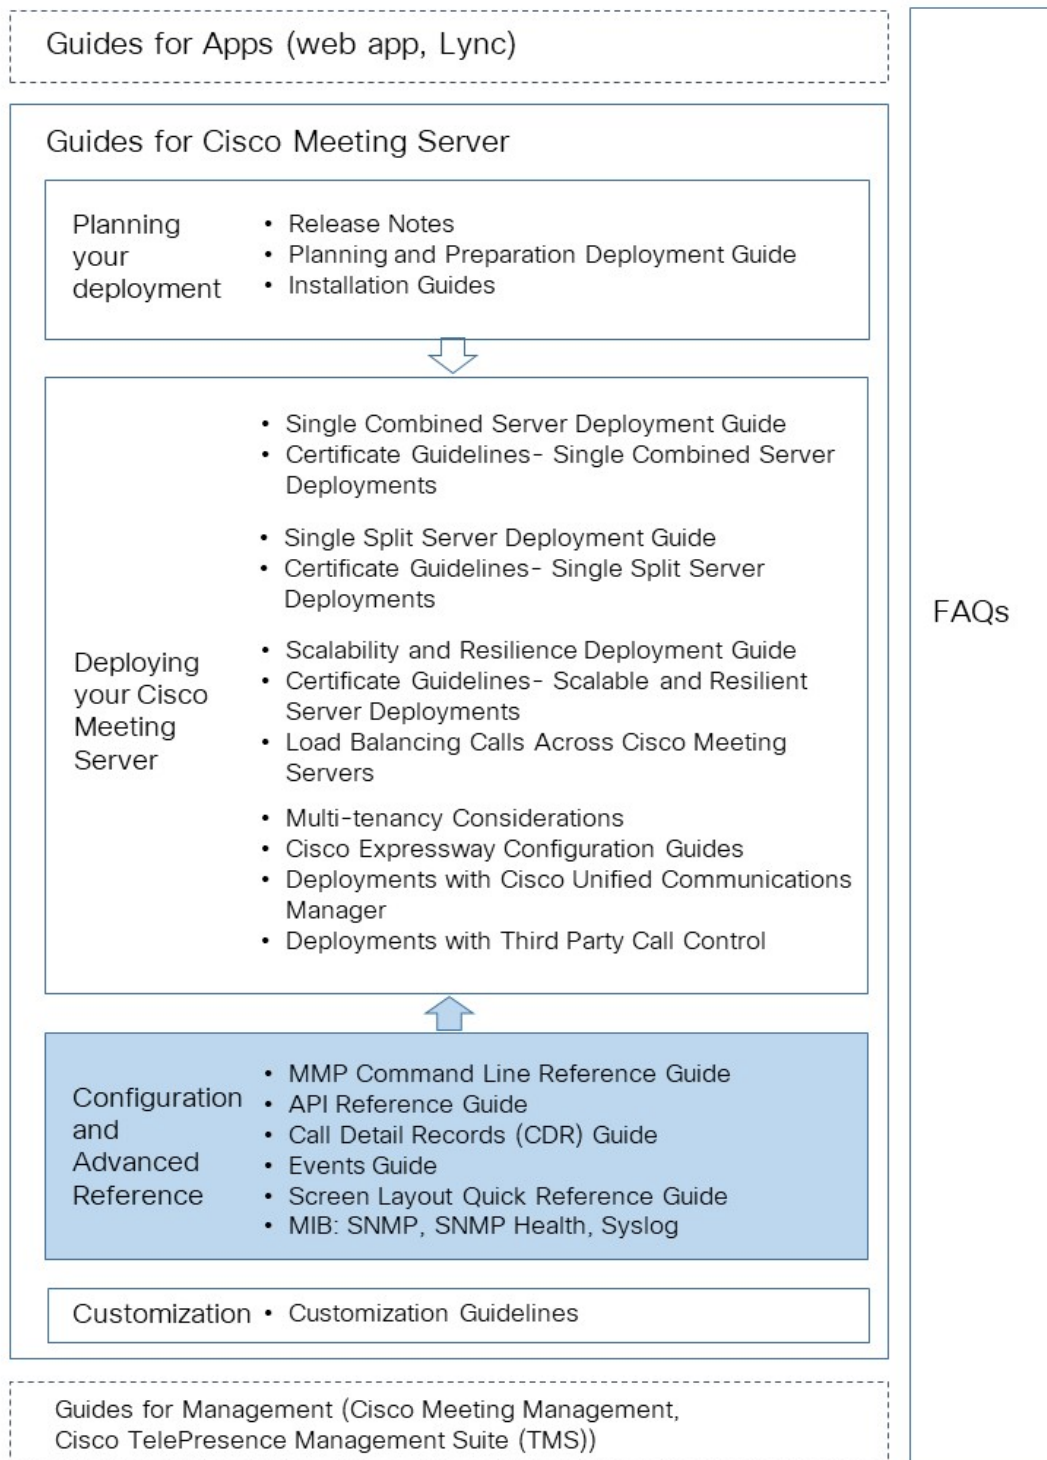 Guides for Apps (web app, Lync)
Guides for Cisco Meeting Server
Planning
your
deployment
• Release Notes
• Planning and Preparation Deployment Guide
• Installation Guides
Deploying
your Cisco
Meeting
Server
• Single Combined Server Deployment Guide
• Certificate Guidelines- Single Combined Server
Deployments
• Single Split Server Deployment Guide
• Certificate Guidelines- Single Split Server
Deployments
• Scalability and Resilience Deployment Guide
• Certificate Guidelines- Scalable and Resilient
Server Deployments
• Load Balancing Calls Across Cisco Meeting
Servers
• Multi-tenancy Considerations
• Cisco Expressway Configuration Guides
• Deployments with Cisco Unified Communications
Manager
• Deployments with Third Party Call Control
Configuration
and
Advanced
Reference
• MMP Command Line Reference Guide
• API Reference Guide
• Call Detail Records (CDR) Guide
• Events Guide
• Screen Layout Quick Reference Guide
• MIB: SNMP, SNMP Health, Syslog
Customization • Customization Guidelines
Guides for Management (Cisco Meeting Management,
Cisco TelePresence Management Suite (TMS))
FAQs